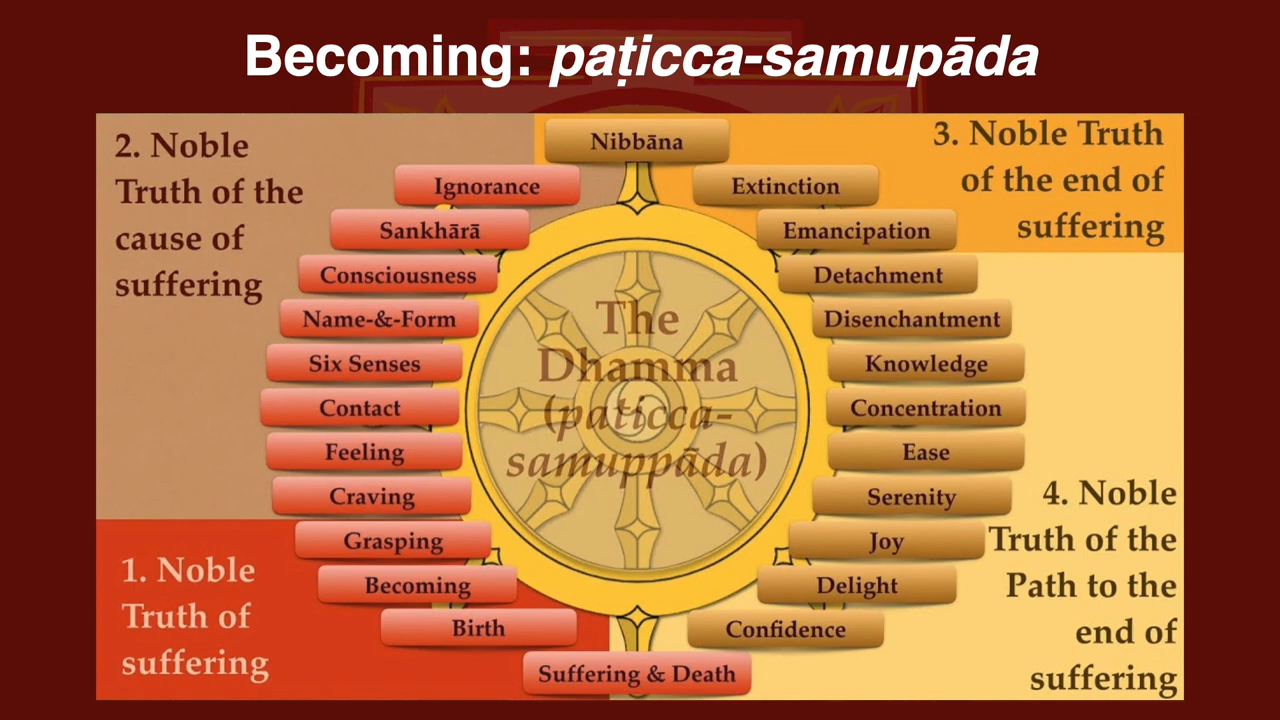 Becoming: paṭicca-samupāda
2. Noble
Truth of the
cause of
suffering
Nibbāna
3. Noble Truth
of the end of
suffering
Ignorance
Sankhārā
Consciousness
Name-&-Form
Six Senses
Contact
Feeling
Craving
Grasping
Becoming
Birth
Suffering & Death
The
Dhamma
(paticca-
samuppāda)
Extinction
Emancipation
Detachment
Disenchantment
Knowledge
Concentration
Ease
Serenity
Joy
Delight
Confidence
1. Noble
Truth of
suffering
4. Noble
Truth of the
Path to the
end of
suffering